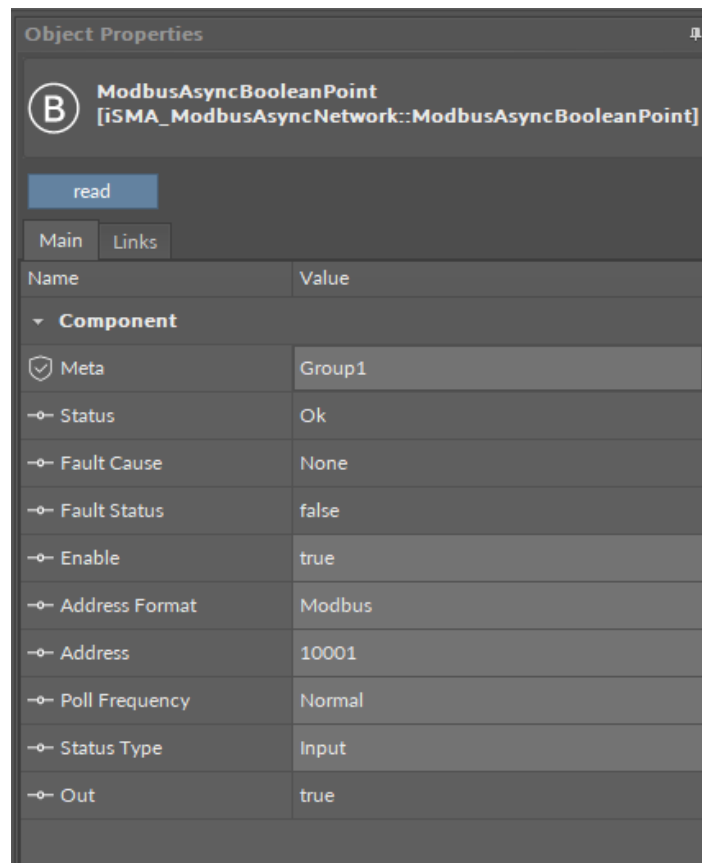 Object Properties
B
ModbusAsyncBooleanPoint
[iSMA_ModbusAsyncNetwork::ModbusAsyncBooleanPoint]
read
Main Links
Name Value
Component
Meta Group1
Status Ok
Fault Cause None
Fault Status false
Enable true
Address Format Modbus
Address 10001
Poll Frequency Normal
Status Type Input
Out true